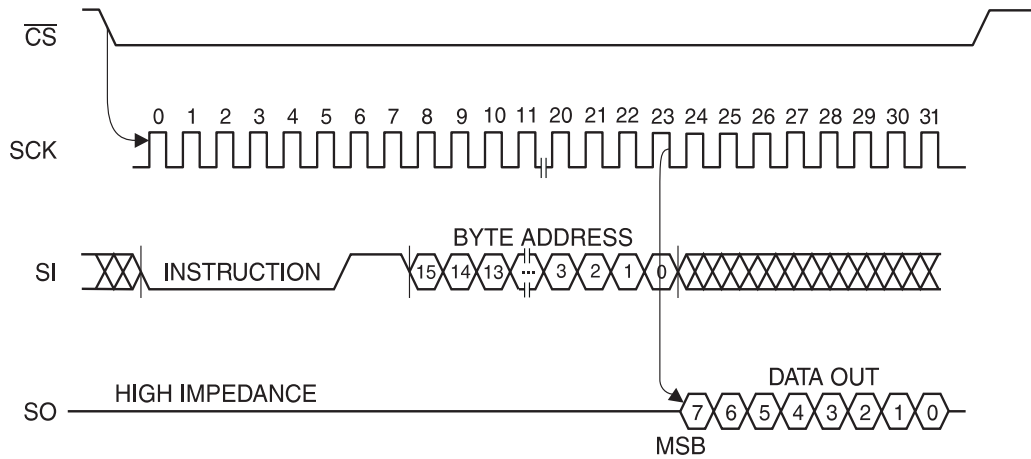 CS
0 1 2 3 4 5 6 7 8 9 10 11 20 21 22 23 24 25 26 27 28 29 30 31
SCK
BYTE ADDRESS
SI INSTRUCTION 15 14 13 ... 3 2 1 0
HIGH IMPEDANCE DATA OUT
SO 7 6 5 4 3 2 1 0
MSB